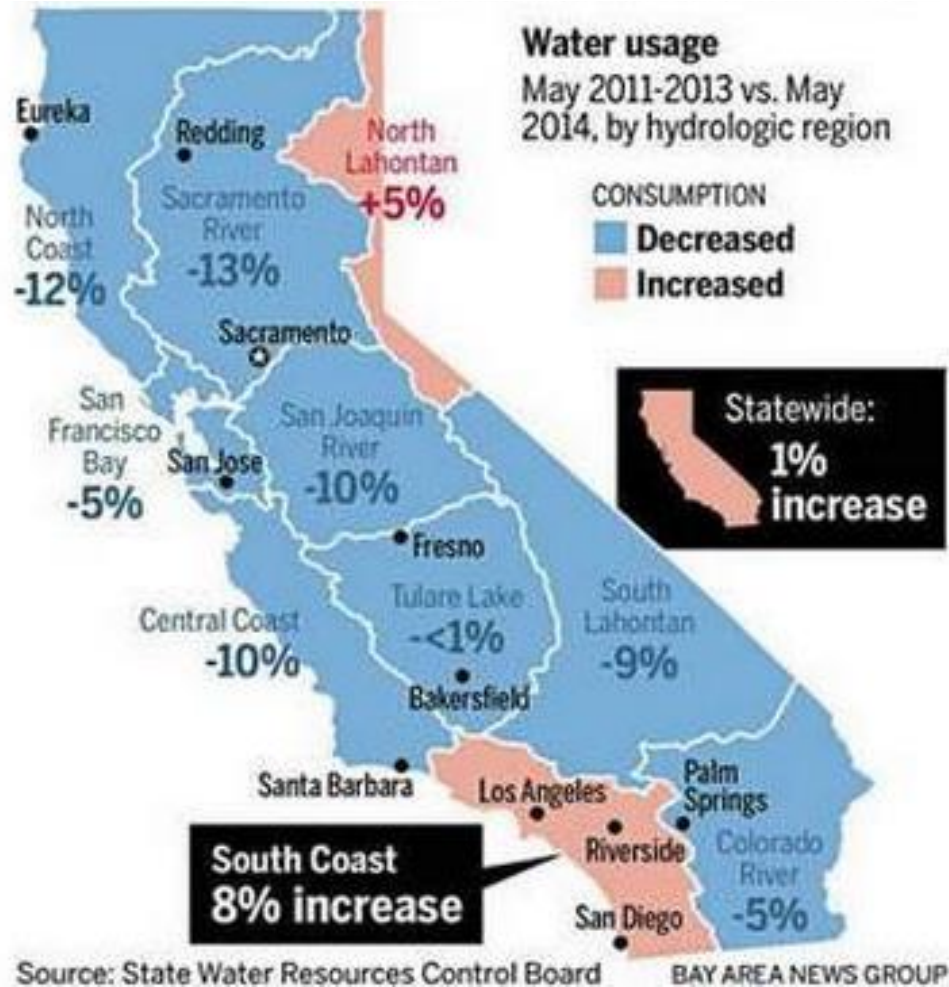 Water usage
May 2011-2013 vs. May
2014, by hydrologic region
CONSUMPTION
Decreased
Increased
Eureka
Redding
North
Lahontan
+5%
North
Coast
-12%
Sacramento
River
-13%
Sacramento
San
Francisco
Bay
-5%
San Jose
San Joaquin
River
-10%
Statewide:
1%
increase
Fresno
Central Coast
-10%
Tulare Lake
-<1%
Bakersfield
South
Lahontan
-9%
Santa Barbara
Los Angeles
Riverside
Palm
Springs
Colorado
River
-5%
South Coast
8% increase
San Diego
Source: State Water Resources Control Board
BAY AREA NEWS GROUP